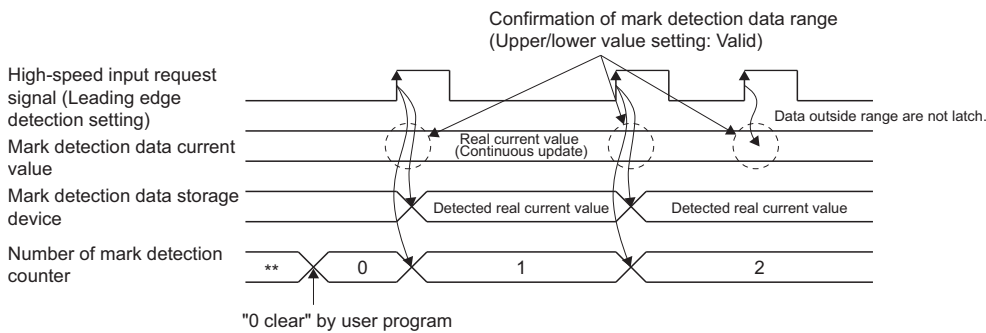 Confirmation of mark detection data range
(Upper/lower value setting: Valid)
High-speed input request
signal (Leading edge
detection setting)
Data outside range are not latch.
Mark detection data current
value
Real current value
(Continuous update)
Mark detection data storage
device
Detected real current value
Detected real current value
Number of mark detection
counter
**
0
1
2
"0 clear" by user program